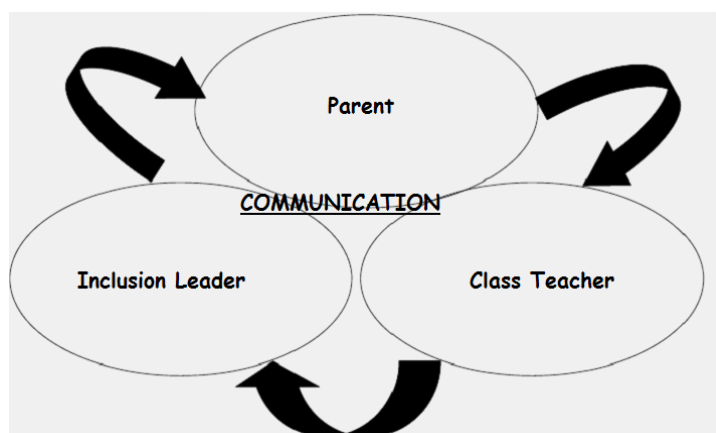 Parent
COMMUNICATION
Inclusion Leader
Class Teacher